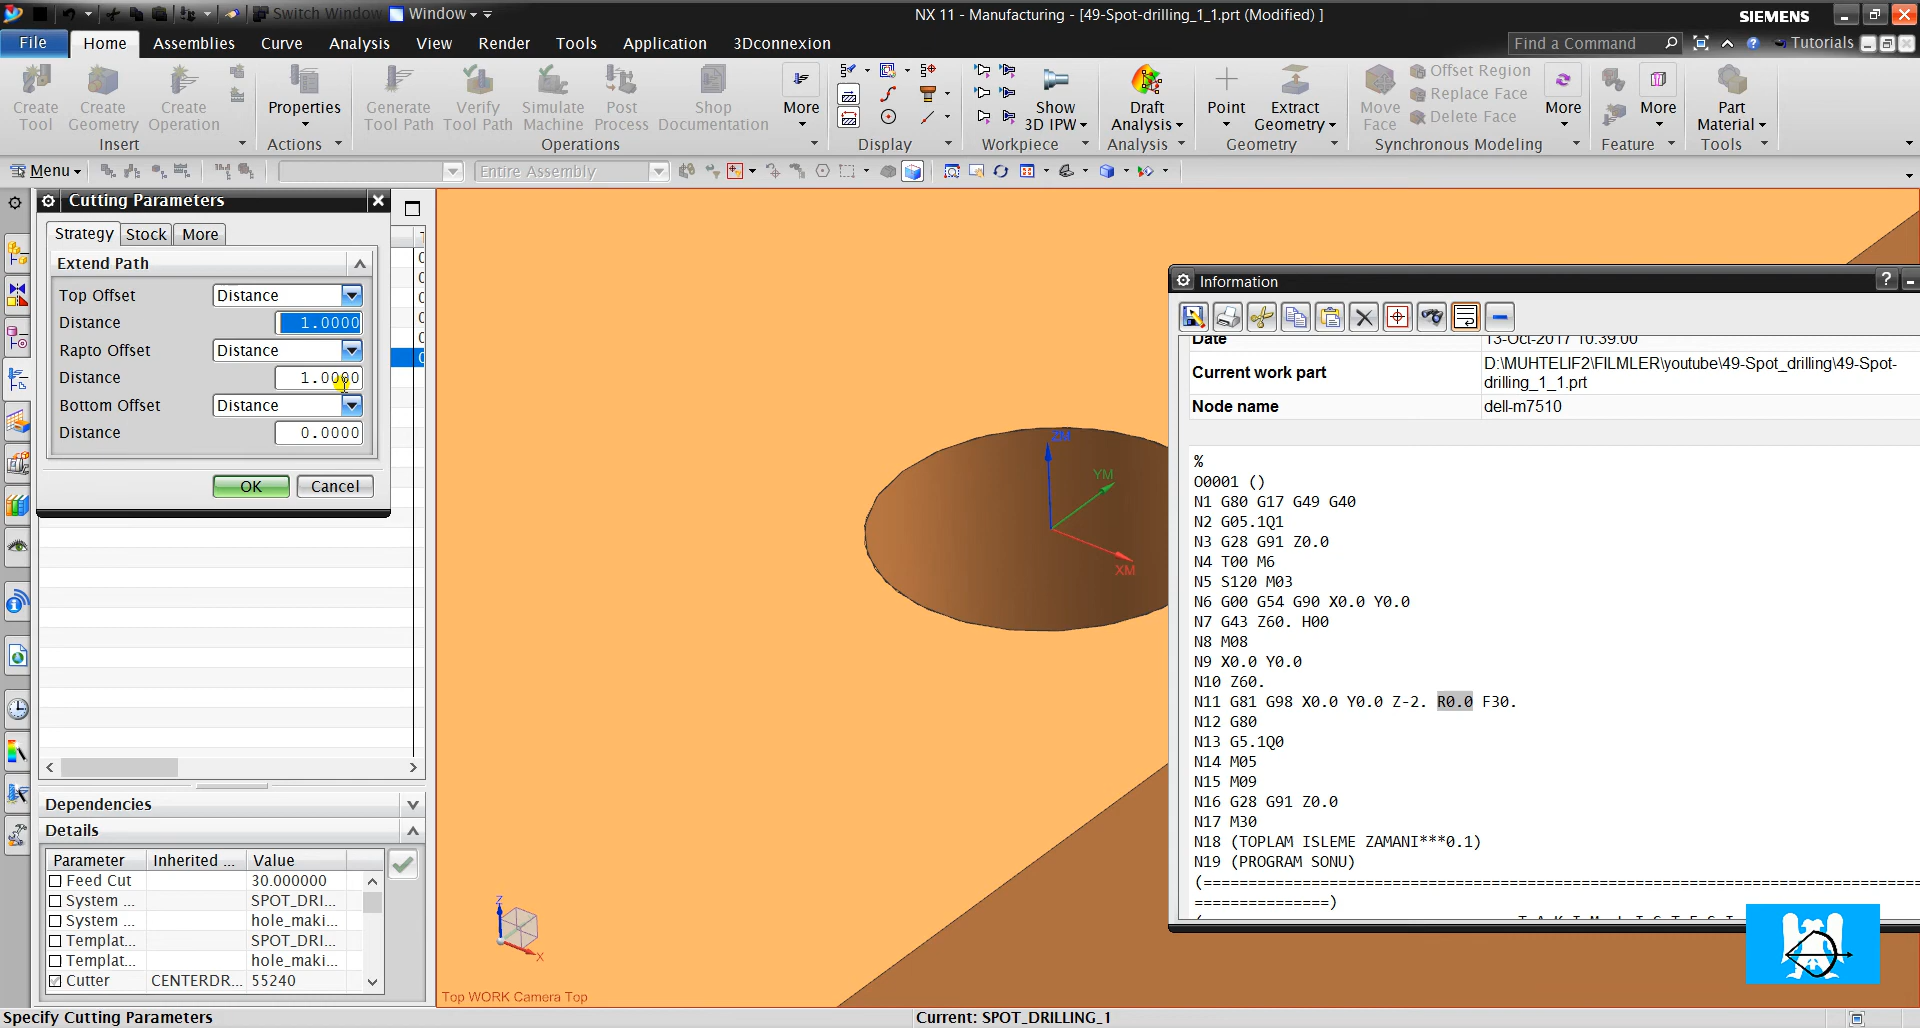 Switch Window Window
NX 11 - Manufacturing - [49-Spot-drilling_1_1.prt (Modified) ]
SIEMENS
File Home Assemblies Curve Analysis View Render Tools Application 3Dconnexion
Find a Command
Tutorials
Create Tool
Create Geometry
Create Operation
Properties
Generate Tool Path
Verify Tool Path
Simulate Machine
Post Process
Shop Documentation
More
Show 3D IPW
Draft Analysis
Point
Extract Geometry
Move Face
Offset Region
Replace Face
Delete Face
More
More
Part Material
Insert Actions Operations Display Workpiece Analysis Geometry Synchronous Modeling Feature Tools
Menu
Entire Assembly
Cutting Parameters
Strategy Stock More
Extend Path
Top Offset Distance
Distance 1.0000
Rapto Offset Distance
Distance 1.0000
Bottom Offset Distance
Distance 0.0000
OK Cancel
Dependencies
Details
Parameter Inherited ... Value
Feed Cut 30.000000
System ... SPOT_DRI...
System ... hole_maki...
Templat... SPOT_DRI...
Templat... hole_maki...
Cutter CENTERDR... 55240
ZM
YM
XM
Z
X
Top WORK Camera Top
Information
Date 13-Oct-2017 10:39:00
Current work part D:\MUHTELIF2\FILMLER\youtube\49-Spot_drilling\49-Spot-
drilling_1_1.prt
Node name dell-m7510
%
O0001 ()
N1 G80 G17 G49 G40
N2 G05.1Q1
N3 G28 G91 Z0.0
N4 T00 M6
N5 S120 M03
N6 G00 G54 G90 X0.0 Y0.0
N7 G43 Z60. H00
N8 M08
N9 X0.0 Y0.0
N10 Z60.
N11 G81 G98 X0.0 Y0.0 Z-2. R0.0 F30.
N12 G80
N13 G5.1Q0
N14 M05
N15 M09
N16 G28 G91 Z0.0
N17 M30
N18 (TOPLAM ISLEME ZAMANI***0.1)
N19 (PROGRAM SONU)
Specify Cutting Parameters
Current: SPOT_DRILLING_1